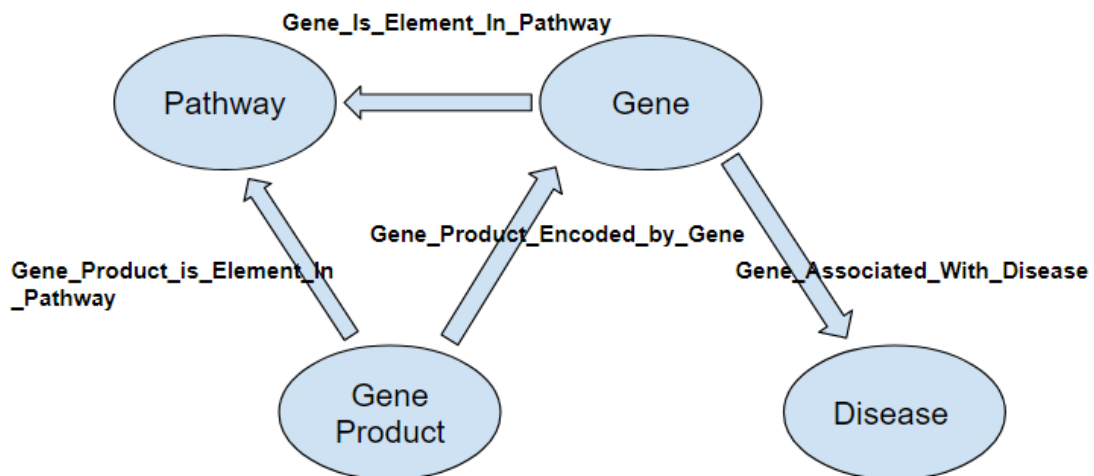 Gene_Is_Element_In_Pathway
Pathway
Gene
Gene_Product_Encoded_by_Gene
Gene_Product_is_Element_In
_Pathway
Gene_Associated_With_Disease
Gene
Product
Disease